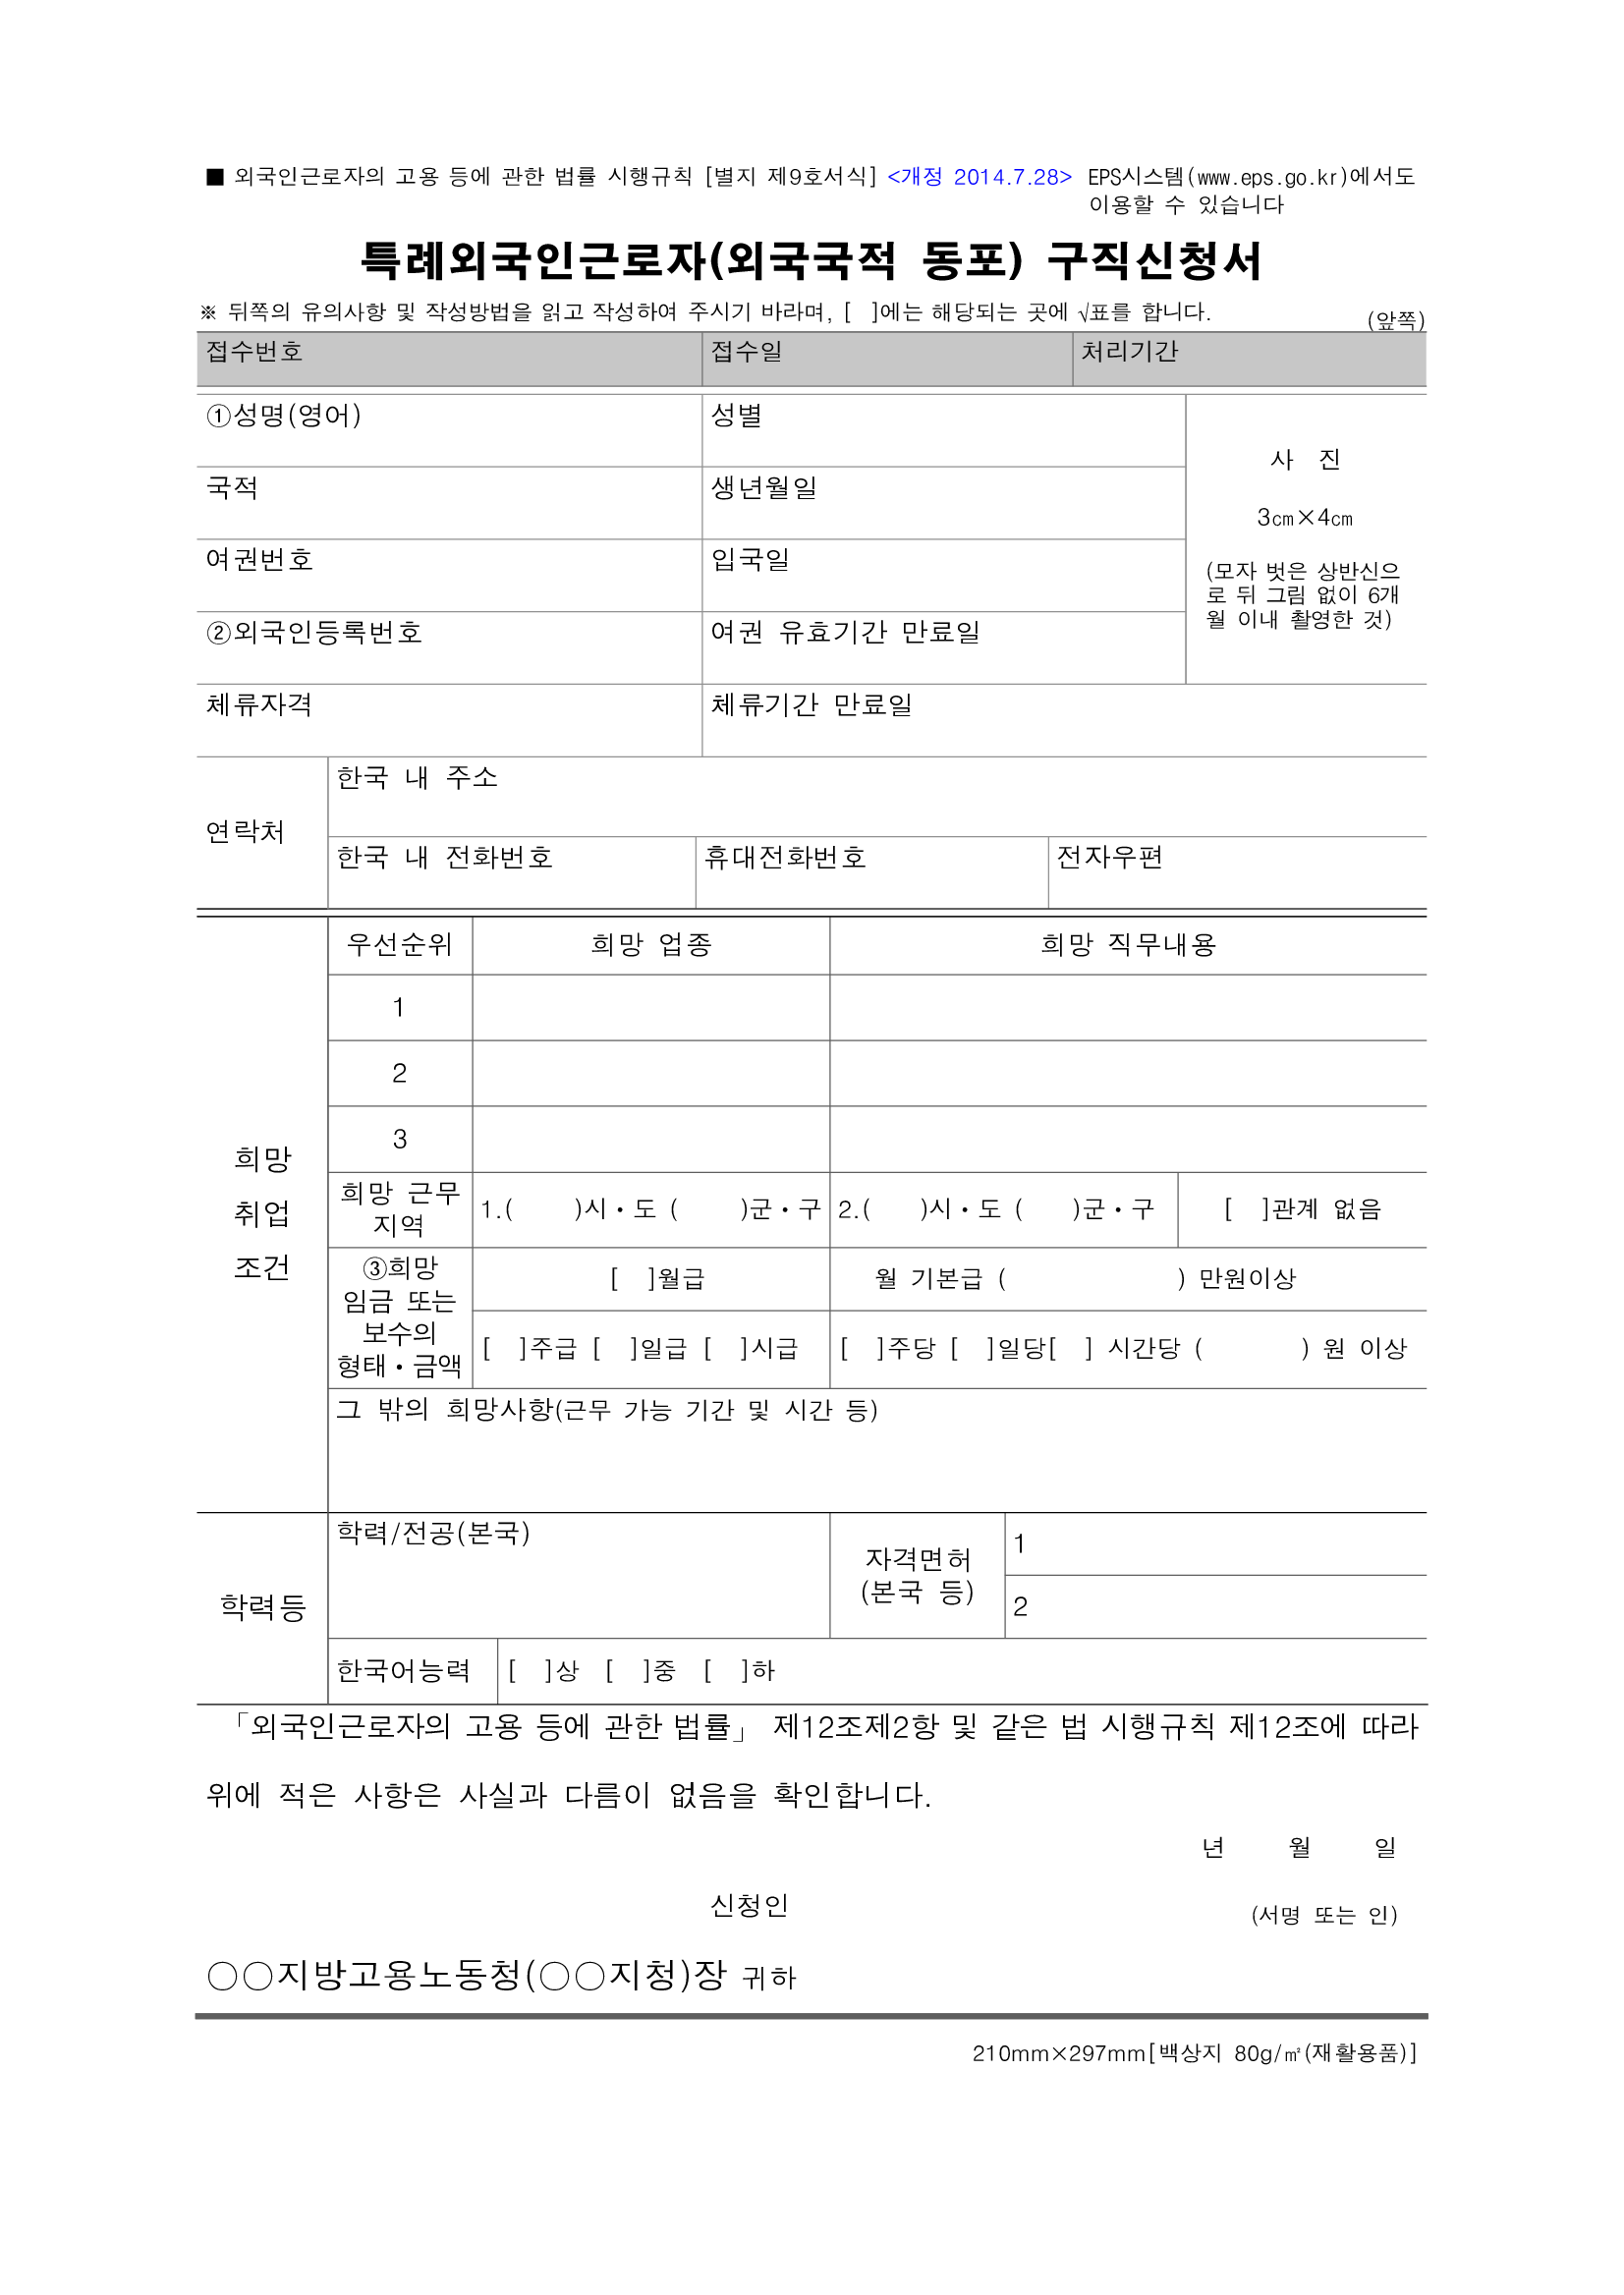 ■ 외국인근로자의 고용 등에 관한 법률 시행규칙 [별지 제9호서식] <개정 2014.7.28> EPS시스템(www.eps.go.kr)에서도
이용할 수 있습니다
특례외국인근로자(외국국적 동포) 구직신청서
※ 뒤쪽의 유의사항 및 작성방법을 읽고 작성하여 주시기 바라며, [ ]에는 해당되는 곳에 √표를 합니다.
(앞쪽)
접수번호 접수일 처리기간
①성명(영어) 성별
국적 생년월일
여권번호 입국일
②외국인등록번호 여권 유효기간 만료일
사 진
3㎝×4㎝
(모자 벗은 상반신으
로 뒤 그림 없이 6개
월 이내 촬영한 것)
체류자격 체류기간 만료일
연락처
한국 내 주소
한국 내 전화번호 휴대전화번호 전자우편
희망
취업
조건
우선순위 희망 업종 희망 직무내용
1
2
3
희망 근무
지역
1.( )시·도 ( )군·구 2.( )시·도 ( )군·구 [ ]관계 없음
③희망
임금 또는
보수의
형태·금액
[ ]월급 월 기본급 ( ) 만원이상
[ ]주급 [ ]일급 [ ]시급 [ ]주당 [ ]일당[ ] 시간당 ( ) 원 이상
그 밖의 희망사항(근무 가능 기간 및 시간 등)
학력등
학력/전공(본국)
자격면허
(본국 등)
1
2
한국어능력 [ ]상 [ ]중 [ ]하
「외국인근로자의 고용 등에 관한 법률」 제12조제2항 및 같은 법 시행규칙 제12조에 따라
위에 적은 사항은 사실과 다름이 없음을 확인합니다.
년 월 일
신청인 (서명 또는 인)
○○지방고용노동청(○○지청)장 귀하
210mm×297mm[백상지 80g/㎡(재활용품)]